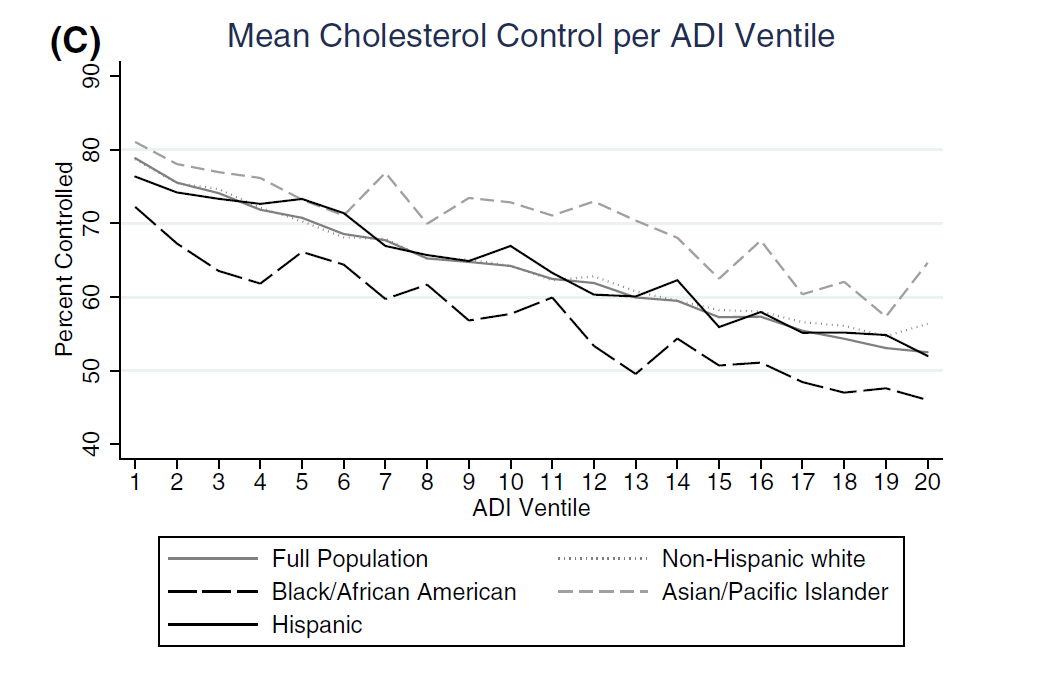 (C) Mean Cholesterol Control per ADI Ventile
Percent Controlled
90
80
70
60
50
40
1 2 3 4 5 6 7 8 9 10 11 12 13 14 15 16 17 18 19 20
ADI Ventile
Full Population Non-Hispanic white
Black/African American Asian/Pacific Islander
Hispanic